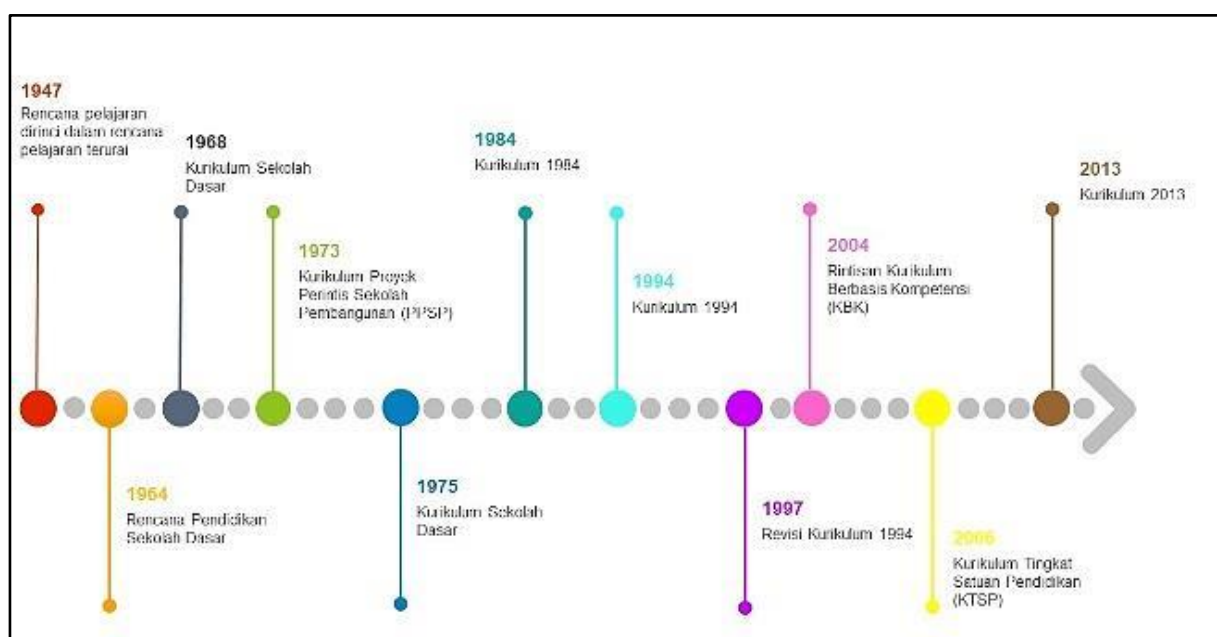 1947
Rencana pelajaran
dirinci dalam rencana
pelajaran terurai
1964
Rencana Pendidikan
Sekolah Dasar
1968
Kurikulum Sekolah
Dasar
1973
Kurikulum Proyek
Perintis Sekolah
Pembangunan (PPSP)
1975
Kurikulum Sekolah
Dasar
1984
Kurikulum 1984
1994
Kurikulum 1994
1997
Revisi Kurikulum 1994
2004
Rintisan Kurikulum
Berbasis Kompetensi
(KBK)
2006
Kurikulum Tingkat
Satuan Pendidikan
(KTSP)
2013
Kurikulum 2013